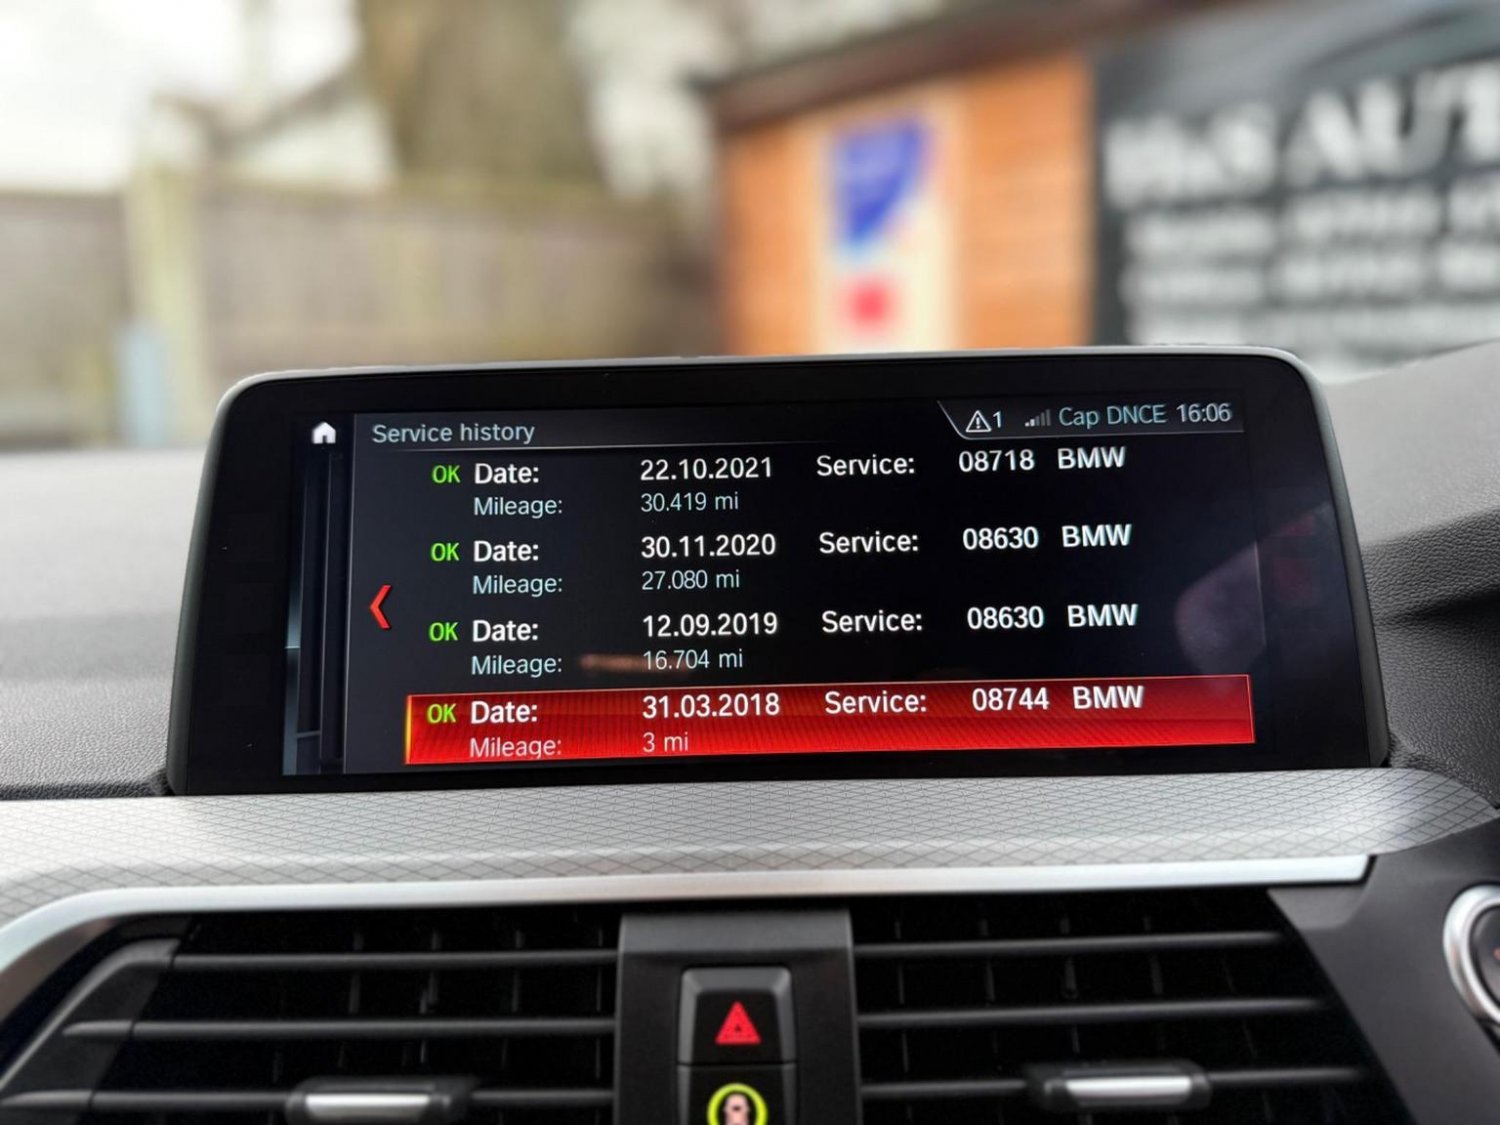 Service history 1 Cap DNCE 16:06
OK Date: 22.10.2021 Service: 08718 BMW
Mileage: 30.419 mi
OK Date: 30.11.2020 Service: 08630 BMW
Mileage: 27.080 mi
OK Date: 12.09.2019 Service: 08630 BMW
Mileage: 16.704 mi
OK Date: 31.03.2018 Service: 08744 BMW
Mileage: 3 mi